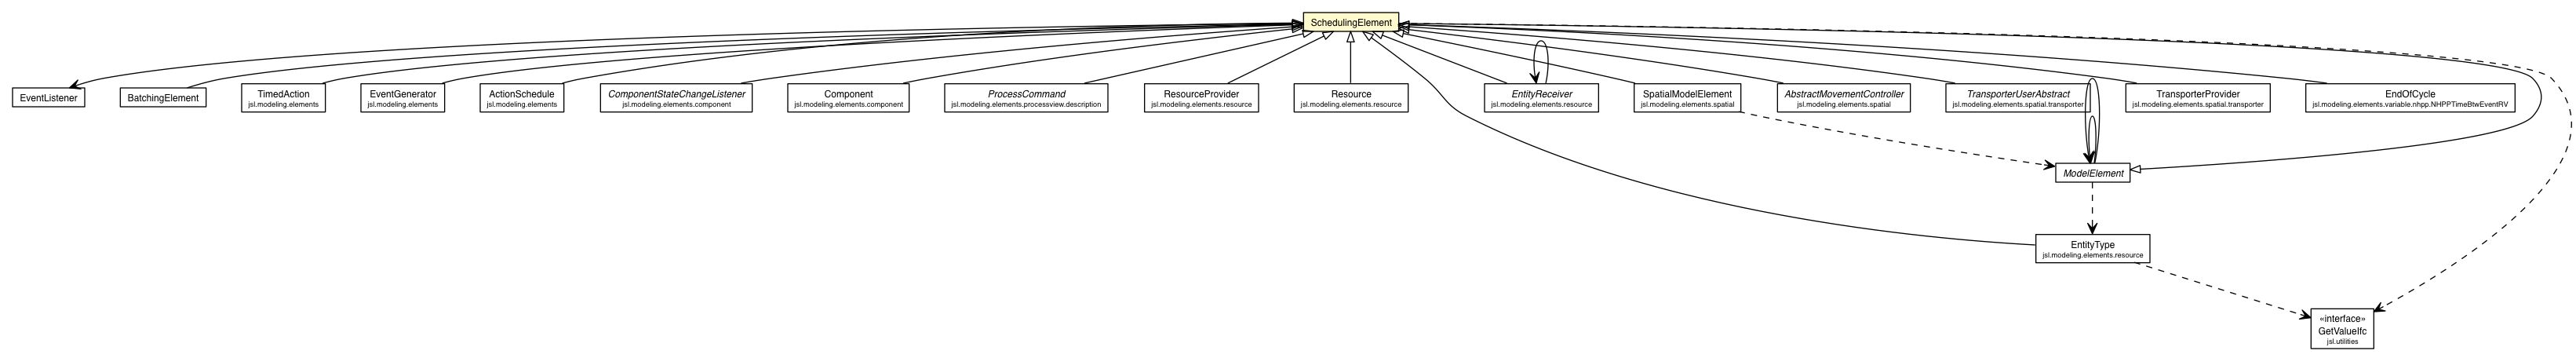 SchedulingElement
EventListener
BatchingElement
TimedAction
jsl.modeling.elements
EventGenerator
jsl.modeling.elements
ActionSchedule
jsl.modeling.elements
ComponentStateChangeListener
jsl.modeling.elements.component
Component
jsl.modeling.elements.component
ProcessCommand
jsl.modeling.elements.processview.description
ResourceProvider
jsl.modeling.elements.resource
Resource
jsl.modeling.elements.resource
EntityReceiver
jsl.modeling.elements.resource
SpatialModelElement
jsl.modeling.elements.spatial
AbstractMovementController
jsl.modeling.elements.spatial
TransporterUserAbstract
jsl.modeling.elements.spatial.transporter
TransporterProvider
jsl.modeling.elements.spatial.transporter
EndOfCycle
jsl.modeling.elements.variable.nhpp.NHPPTimeBtwEventRV
ModelElement
EntityType
jsl.modeling.elements.resource
«interface»
GetValueIfc
jsl.utilities